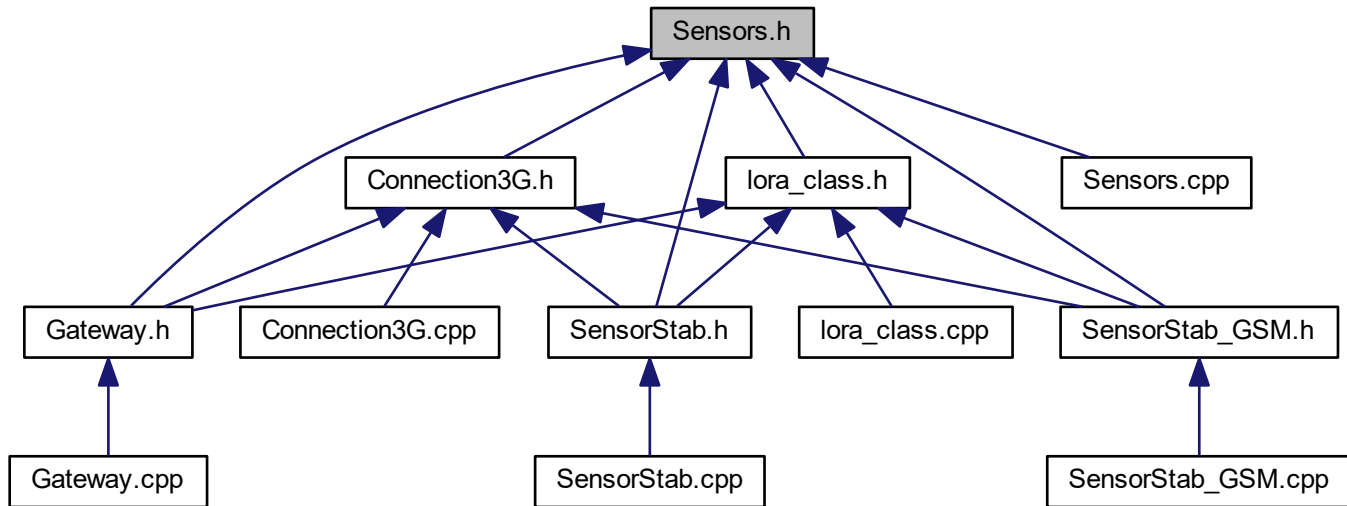 Sensors.h
Connection3G.h
lora_class.h
Sensors.cpp
Gateway.h
Connection3G.cpp
SensorStab.h
lora_class.cpp
SensorStab_GSM.h
Gateway.cpp
SensorStab.cpp
SensorStab_GSM.cpp